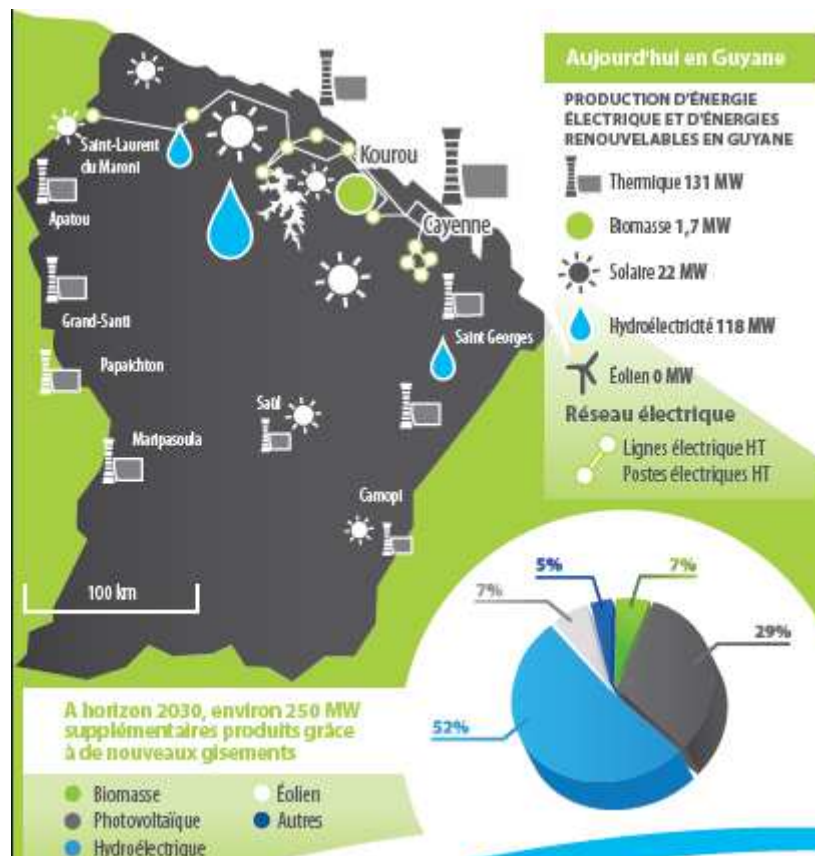 Saint-Laurent
du Maroni
Apatou
Grand-Santi
Papaichton
Maripasoula
Saül
Camopi
Saint Georges
Kourou
Cayenne
100 km
Aujourd'hui en Guyane
PRODUCTION D'ÉNERGIE
ÉLECTRIQUE ET D'ÉNERGIES
RENOUVELABLES EN GUYANE
Thermique 131 MW
Biomasse 1,7 MW
Solaire 22 MW
Hydroélectricité 118 MW
Éolien 0 MW
Réseau électrique
Lignes électrique HT
Postes électriques HT
5%
7%
7%
29%
52%
A horizon 2030, environ 250 MW
supplémentaires produits grâce
à de nouveaux gisements
Biomasse
Photovoltaïque
Hydroélectrique
Éolien
Autres